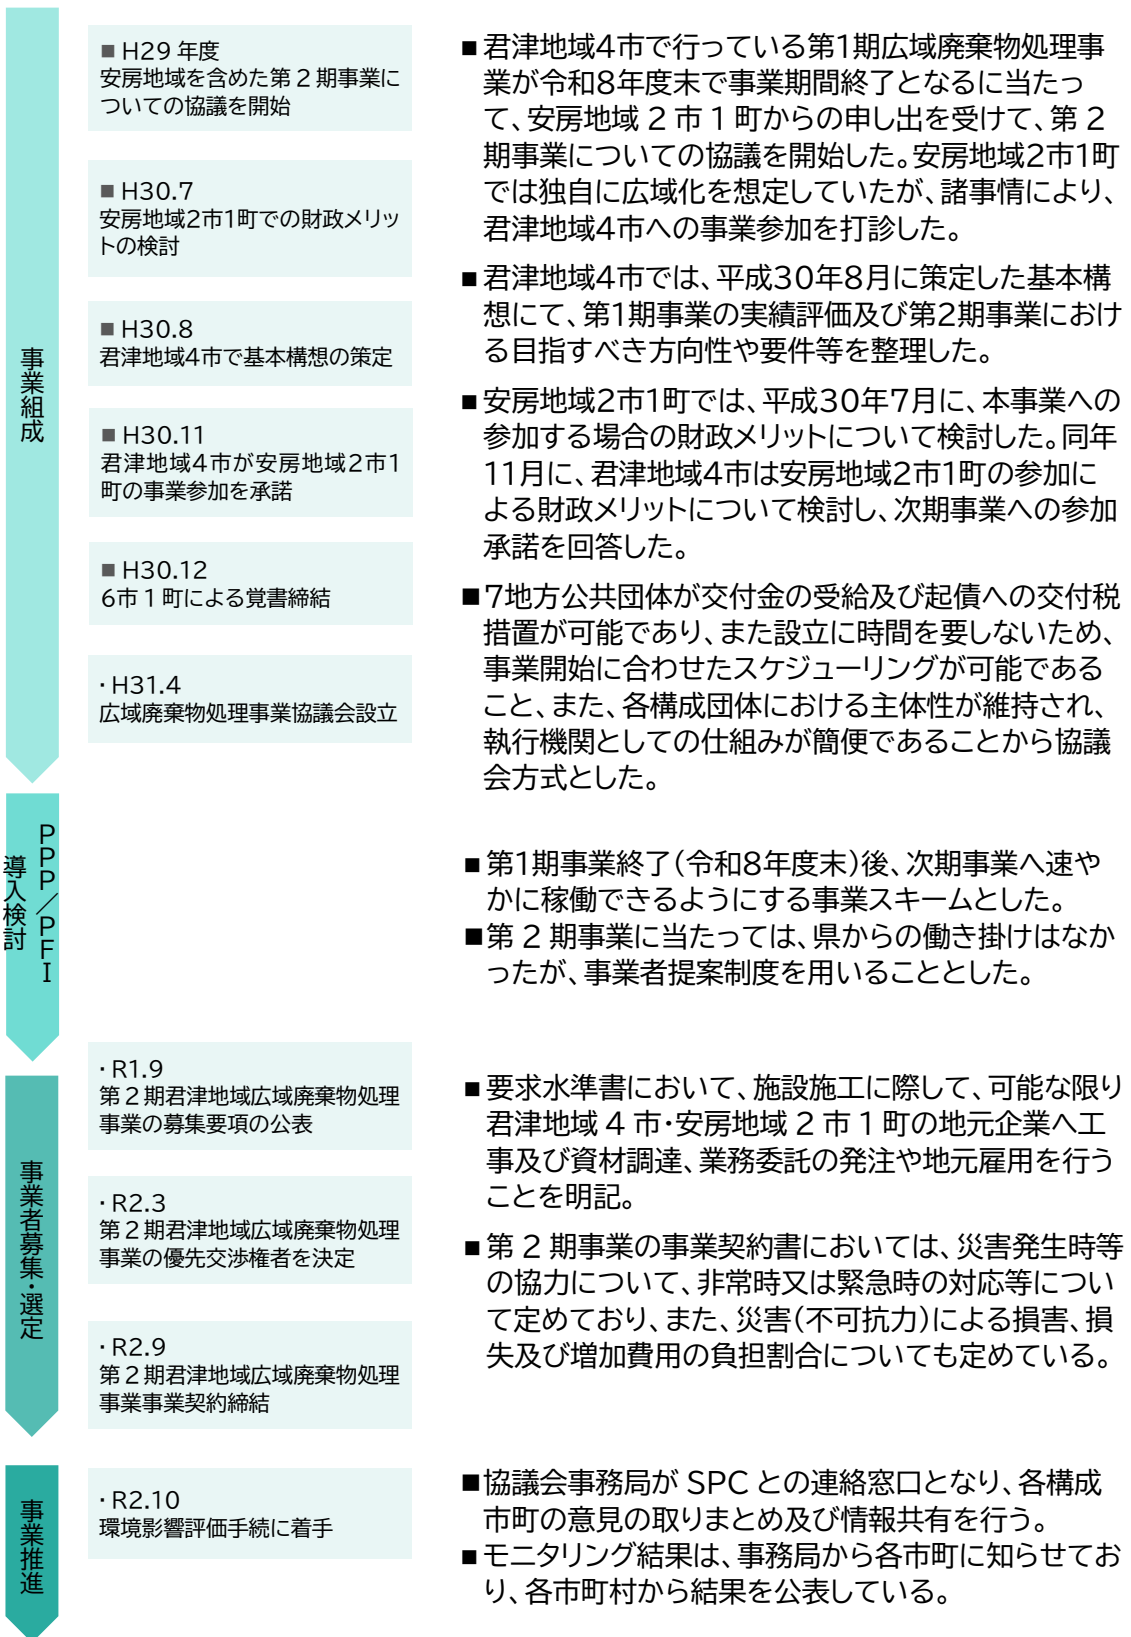 事業組成
■ H29 年度
安房地域を含めた第 2 期事業に
ついての協議を開始
■ H30.7
安房地域2市1町での財政メリッ
トの検討
■ H30.8
君津地域4市で基本構想の策定
■ H30.11
君津地域4市が安房地域2市1
町の事業参加を承諾
■ H30.12
6市 1 町による覚書締結
・H31.4
広域廃棄物処理事業協議会設立
■ 君津地域4市で行っている第1期広域廃棄物処理事
業が令和8年度末で事業期間終了となるに当たっ
て、安房地域 2 市 1 町からの申し出を受けて、第 2
期事業についての協議を開始した。安房地域2市1町
では独自に広域化を想定していたが、諸事情により、
君津地域4市への事業参加を打診した。
■ 君津地域4市では、平成30年8月に策定した基本構
想にて、第1期事業の実績評価及び第2期事業におけ
る目指すべき方向性や要件等を整理した。
■ 安房地域2市1町では、平成30年7月に、本事業への
参加する場合の財政メリットについて検討した。同年
11月に、君津地域4市は安房地域2市1町の参加に
よる財政メリットについて検討し、次期事業への参加
承諾を回答した。
■7地方公共団体が交付金の受給及び起債への交付税
措置が可能であり、また設立に時間を要しないため、
事業開始に合わせたスケジューリングが可能である
こと、また、各構成団体における主体性が維持され、
執行機関としての仕組みが簡便であることから協議
会方式とした。
PPP/PFI
導入検討
■ 第1期事業終了(令和8年度末)後、次期事業へ速や
かに稼働できるようにする事業スキームとした。
■第 2 期事業に当たっては、県からの働き掛けはなか
ったが、事業者提案制度を用いることとした。
事業者募集・選定
・R1.9
第 2 期君津地域広域廃棄物処理
事業の募集要項の公表
・R2.3
第 2 期君津地域広域廃棄物処理
事業の優先交渉権者を決定
・R2.9
第 2 期君津地域広域廃棄物処理
事業事業契約締結
■ 要求水準書において、施設施工に際して、可能な限り
君津地域 4 市・安房地域 2 市 1 町の地元企業へ工
事及び資材調達、業務委託の発注や地元雇用を行う
ことを明記。
■ 第 2 期事業の事業契約書においては、災害発生時等
の協力について、非常時又は緊急時の対応等につい
て定めており、また、災害(不可抗力)による損害、損
失及び増加費用の負担割合についても定めている。
事業推進
・R2.10
環境影響評価手続に着手
■協議会事務局が SPC との連絡窓口となり、各構成
市町の意見の取りまとめ及び情報共有を行う。
■モニタリング結果は、事務局から各市町に知らせてお
り、各市町村から結果を公表している。